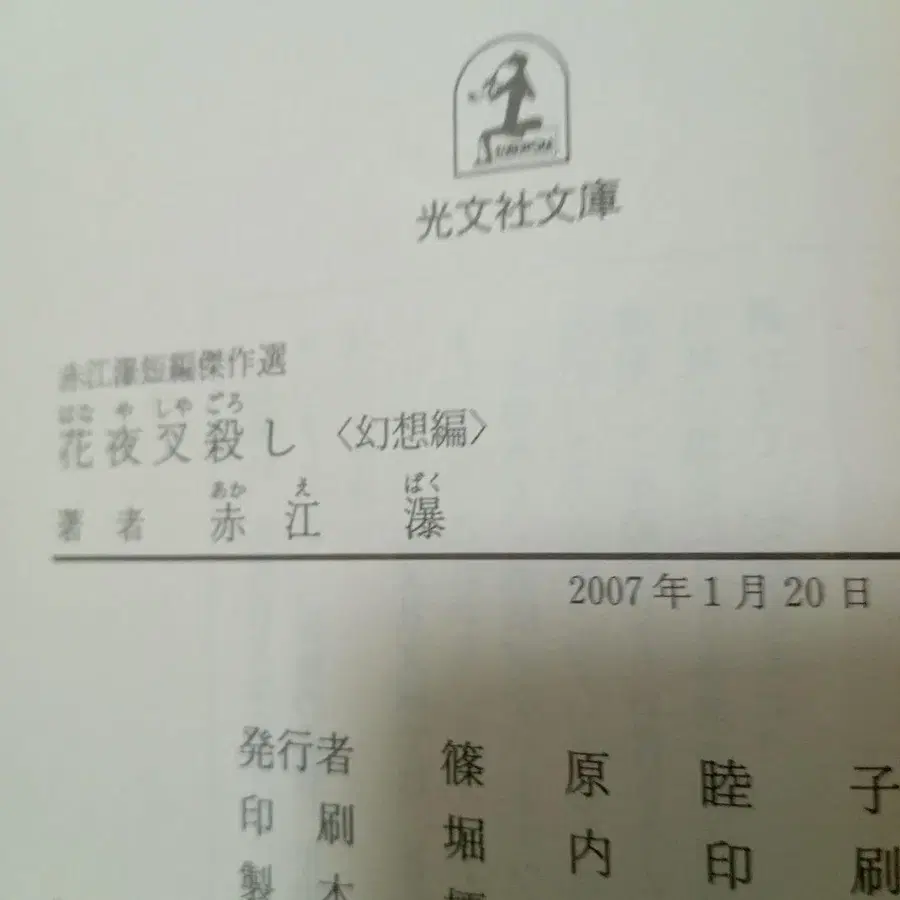 光文社文庫
赤江瀑短編傑作選
はな や しや ごろ
花夜叉殺し〈幻想編〉
あか え ばく
著者 赤江 瀑
2007年1月20日
発行者 篠原睦子
印刷 堀内印刷
製本